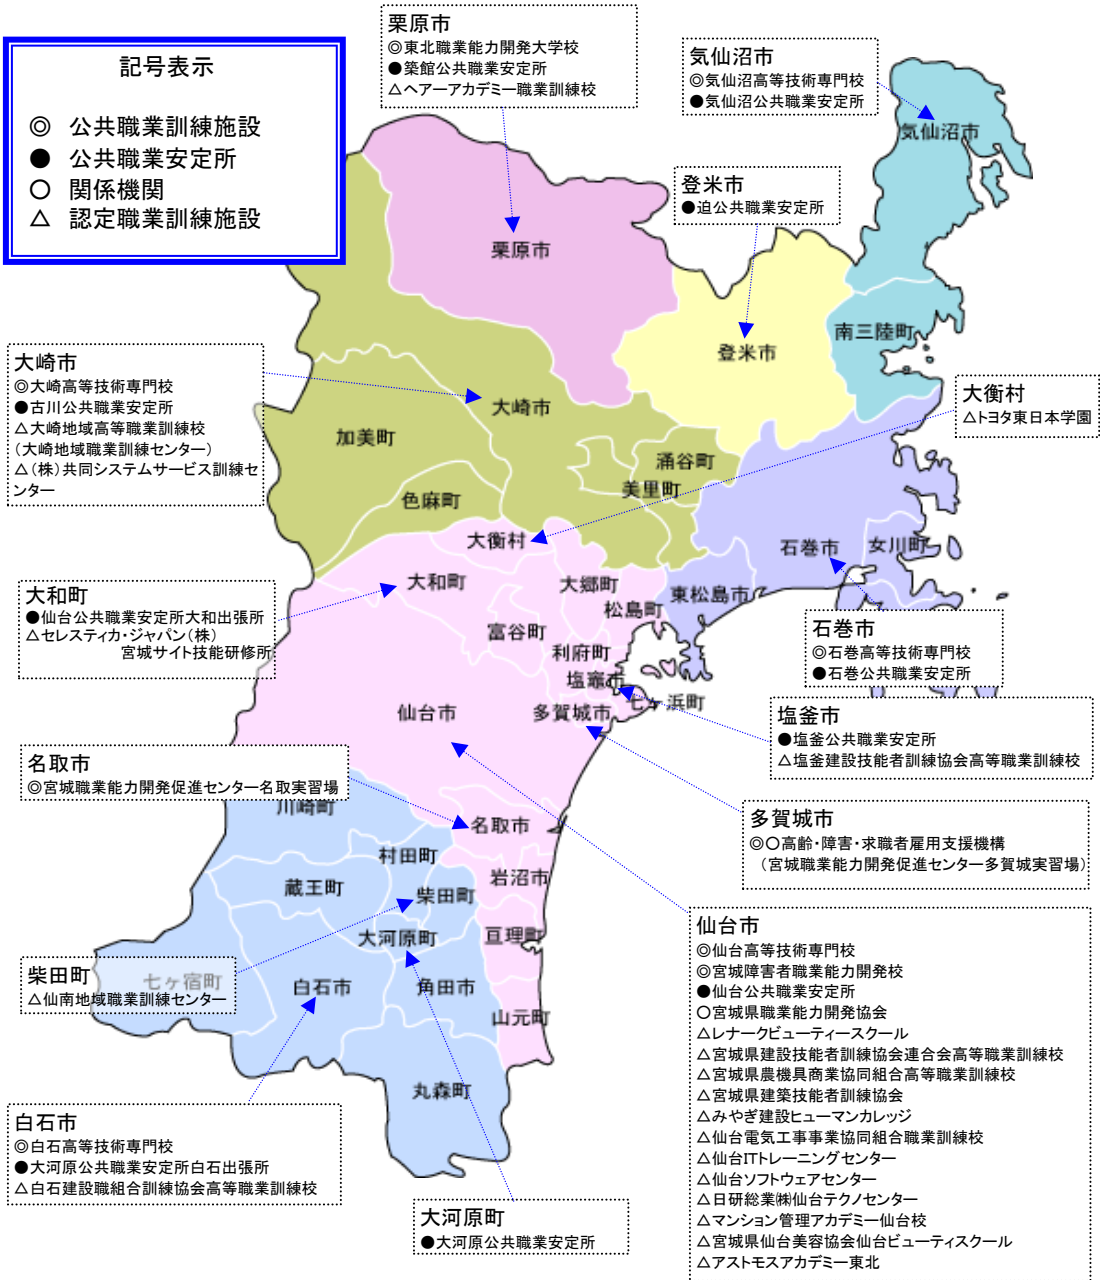 記号表示
◎ 公共職業訓練施設
● 公共職業安定所
○ 関係機関
△ 認定職業訓練施設
栗原市
◎東北職業能力開発大学校
●築館公共職業安定所
△ヘアーアカデミー職業訓練校
気仙沼市
◎気仙沼高等技術専門校
●気仙沼公共職業安定所
登米市
●迫公共職業安定所
大崎市
◎大崎高等技術専門校
●古川公共職業安定所
△大崎地域高等職業訓練校
(大崎地域職業訓練センター)
△(株)共同システムサービス訓練セ
ンター
大衡村
△トヨタ東日本学園
大和町
●仙台公共職業安定所大和出張所
△セレスティカ・ジャパン(株)
宮城サイト技能研修所
石巻市
◎石巻高等技術専門校
●石巻公共職業安定所
塩釜市
●塩釜公共職業安定所
△塩釜建設技能者訓練協会高等職業訓練校
名取市
◎宮城職業能力開発促進センター名取実習場
多賀城市
◎○高齢・障害・求職者雇用支援機構
(宮城職業能力開発促進センター多賀城実習場)
仙台市
◎仙台高等技術専門校
◎宮城障害者職業能力開発校
●仙台公共職業安定所
○宮城県職業能力開発協会
△レナークビューティースクール
△宮城県建設技能者訓練協会連合会高等職業訓練校
△宮城県農機具商業協同組合高等職業訓練校
△宮城県建築技能者訓練協会
△みやぎ建設ヒューマンカレッジ
△仙台電気工事事業協同組合職業訓練校
△仙台ITトレーニングセンター
△仙台ソフトウェアセンター
△日研総業㈱仙台テクノセンター
△マンション管理アカデミー仙台校
△宮城県仙台美容協会仙台ビューティスクール
△アストモスアカデミー東北
柴田町
△仙南地域職業訓練センター
白石市
◎白石高等技術専門校
●大河原公共職業安定所白石出張所
△白石建設職組合訓練協会高等職業訓練校
大河原町
●大河原公共職業安定所
気仙沼市
栗原市
南三陸町
登米市
大崎市
加美町
涌谷町
美里町
色麻町
大衡村
石巻市
女川町
大和町
大郷町
東松島市
松島町
富谷町
利府町
塩竈市
七ヶ浜町
仙台市
多賀城市
川崎町
名取市
村田町
岩沼市
蔵王町
柴田町
大河原町
亘理町
七ヶ宿町
白石市
角田市
山元町
丸森町